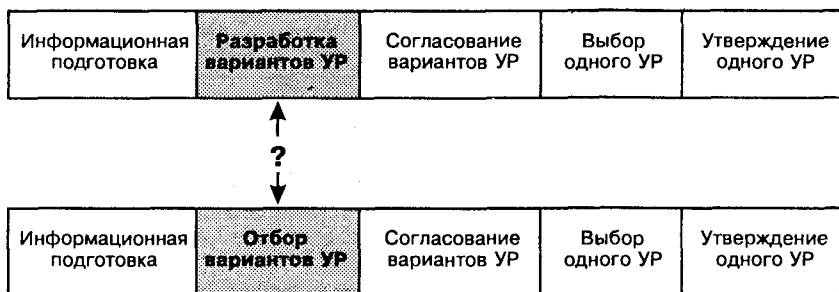 Информационная подготовка
Разработка вариантов УР
Согласование вариантов УР
Выбор одного УР
Утверждение одного УР
?
Информационная подготовка
Отбор вариантов УР
Согласование вариантов УР
Выбор одного УР
Утверждение одного УР